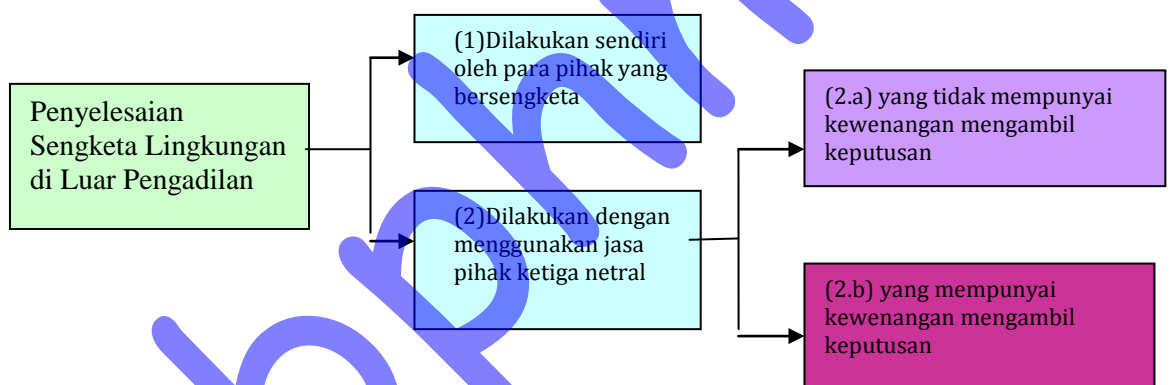 Penyelesaian
Sengketa Lingkungan
di Luar Pengadilan
(1)Dilakukan sendiri
oleh para pihak yang
bersengketa
(2)Dilakukan dengan
menggunakan jasa
pihak ketiga netral
(2.a) yang tidak mempunyai
kewenangan mengambil
keputusan
(2.b) yang mempunyai
kewenangan mengambil
keputusan